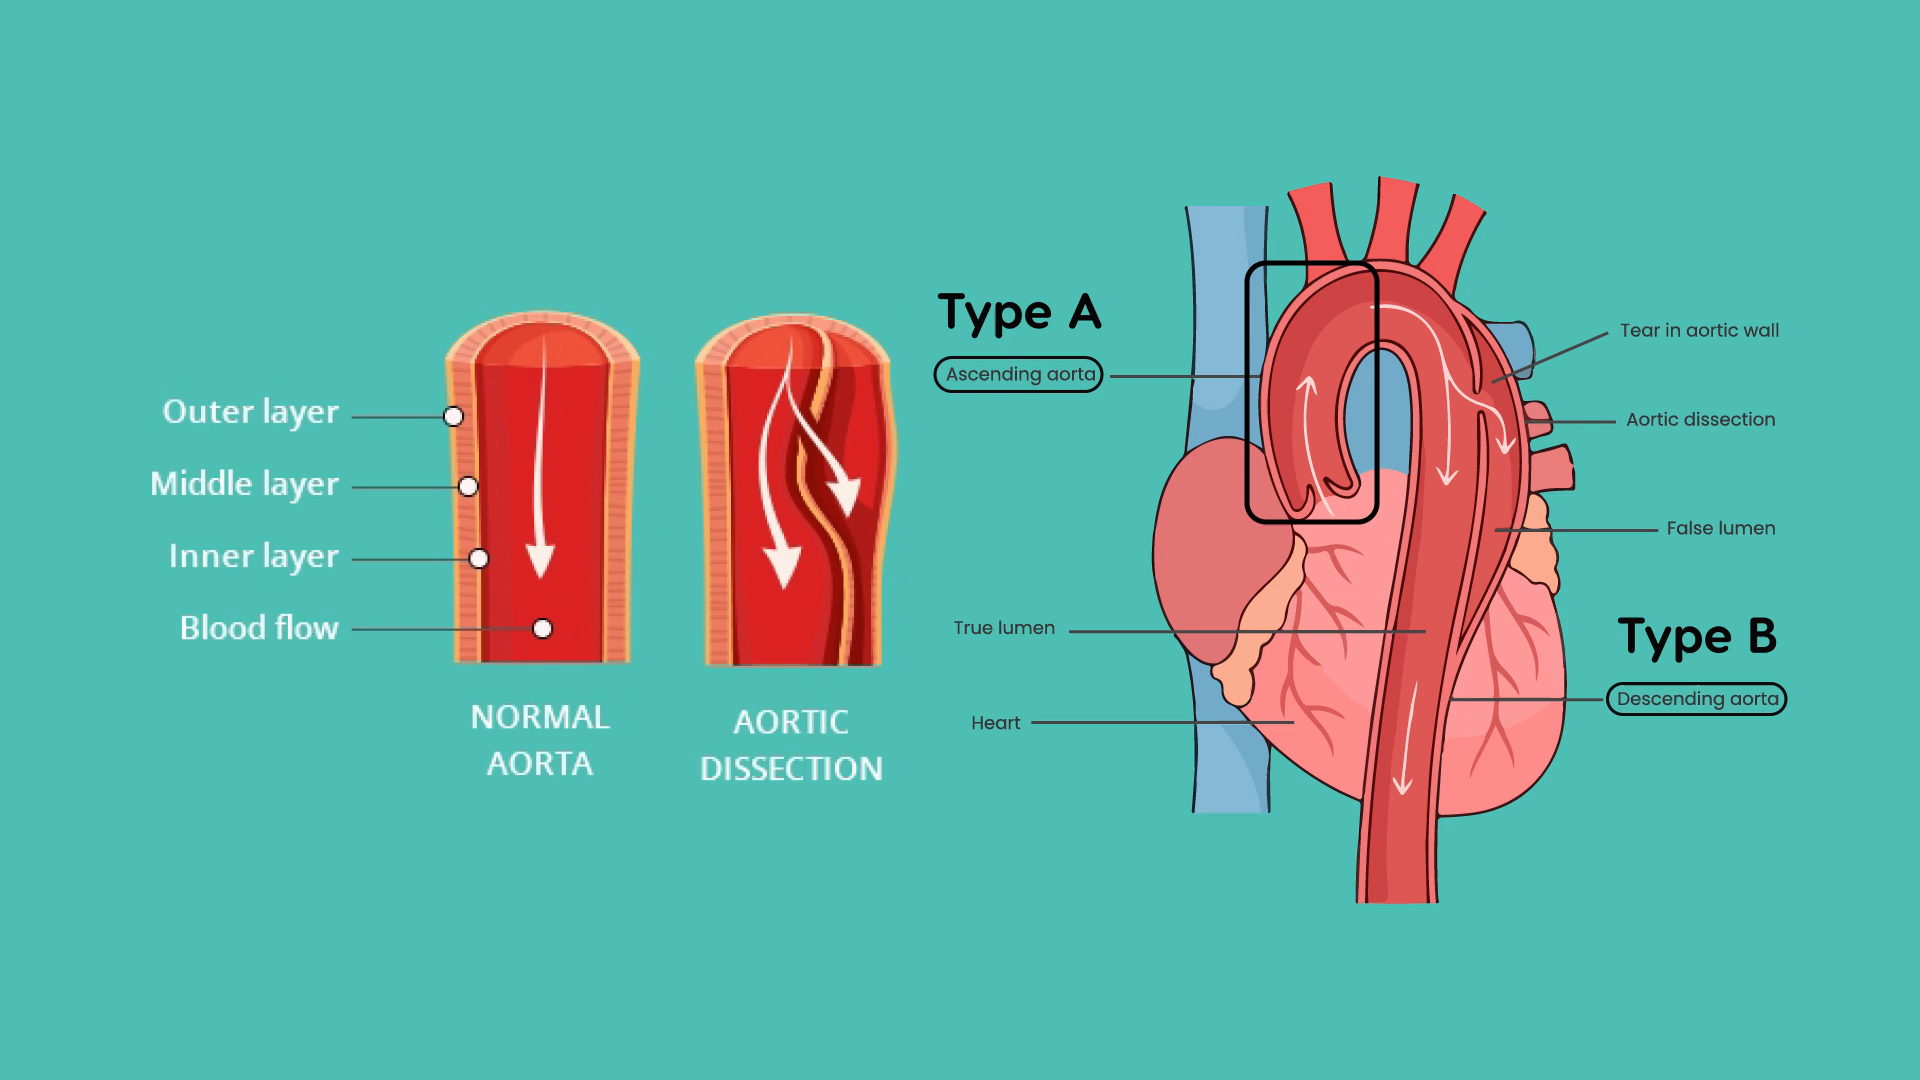 Outer layer
Middle layer
Inner layer
Blood flow
NORMAL
AORTA
AORTIC
DISSECTION
Type A
Ascending aorta
True lumen
Heart
Tear in aortic wall
Aortic dissection
False lumen
Type B
Descending aorta